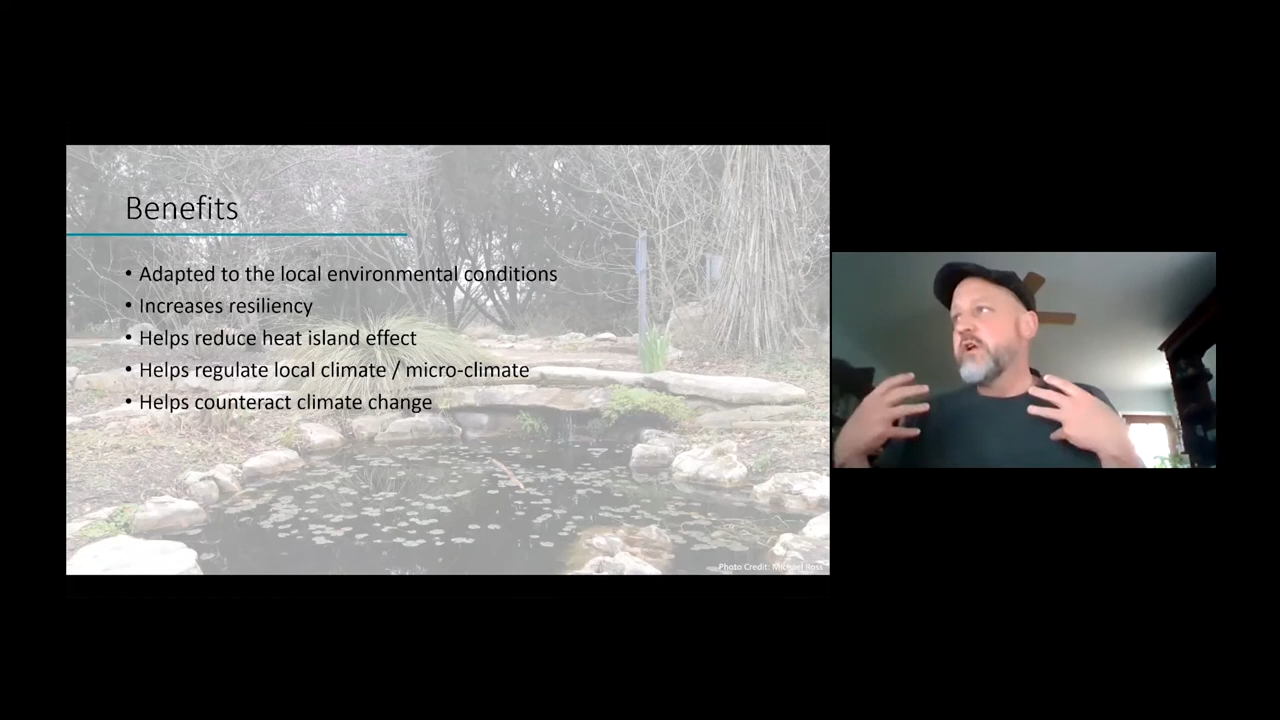 Benefits
• Adapted to the local environmental conditions
• Increases resiliency
• Helps reduce heat island effect
• Helps regulate local climate / micro-climate
• Helps counteract climate change
Photo Credit: Michael Ross